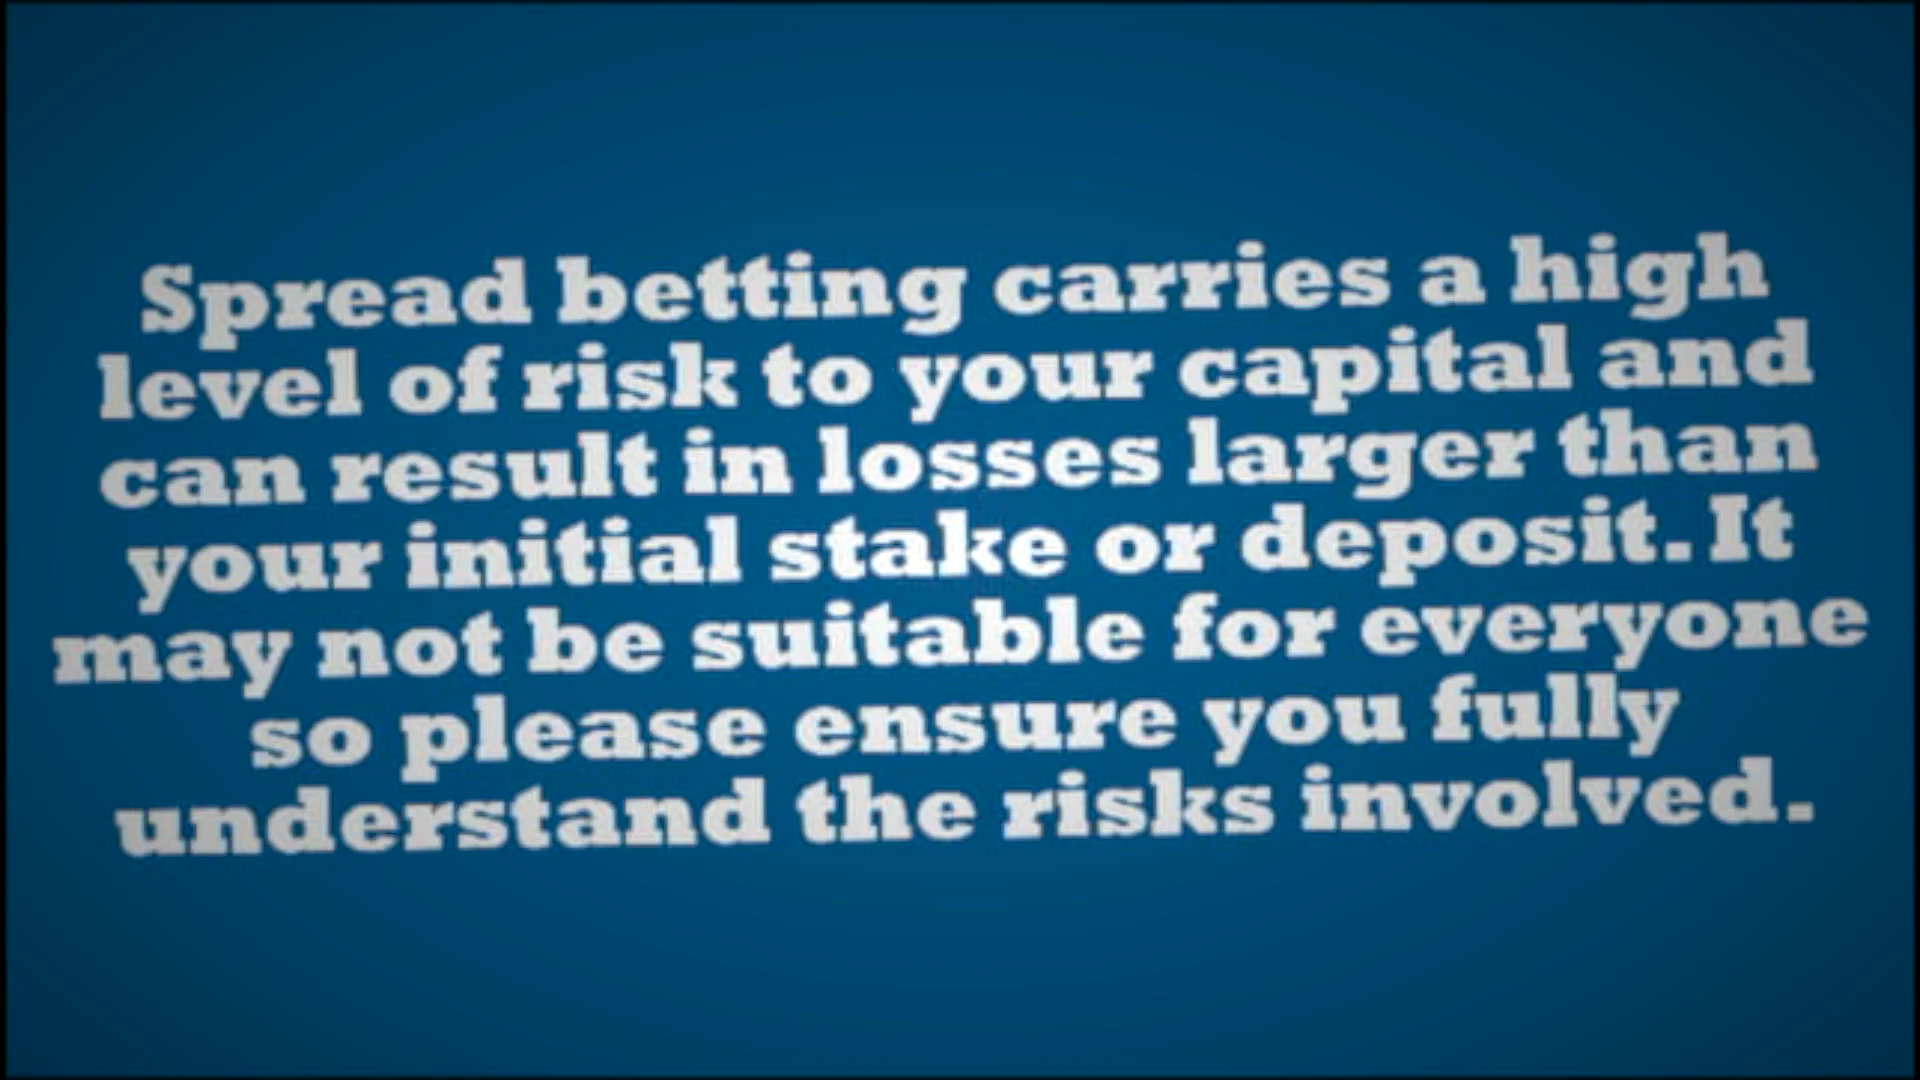 Spread betting carries a high
level of risk to your capital and
can result in losses larger than
your initial stake or deposit. It
may not be suitable for everyone
so please ensure you fully
understand the risks involved.